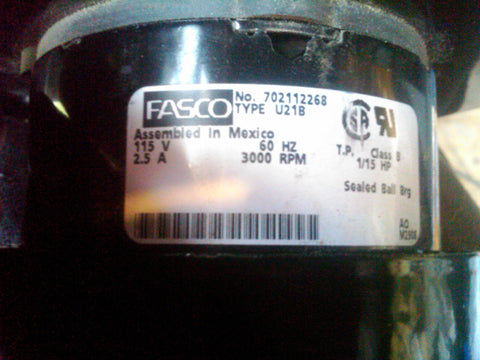 FASCO
No. 702112268
TYPE U21B
Assembled in Mexico
115 V 60 HZ T.P. Class B
2.5 A 3000 RPM 1/15 HP
Sealed Ball Brg
AO